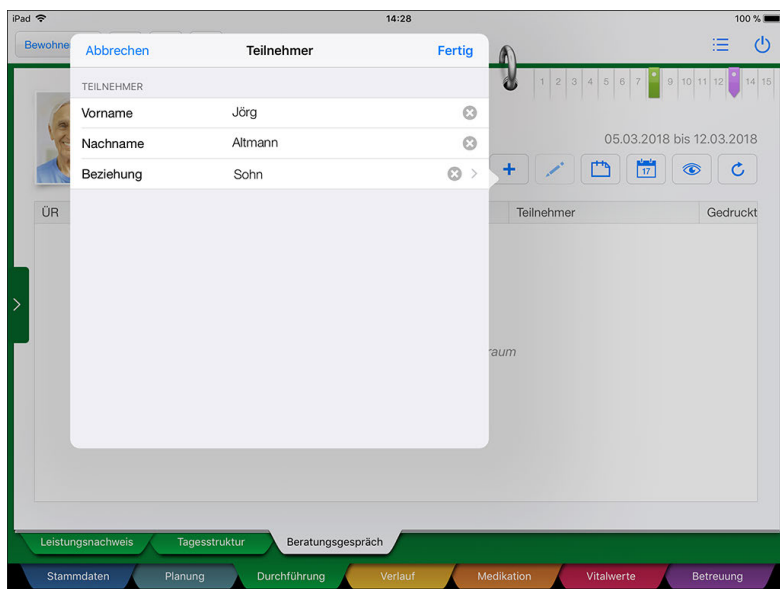 iPad 14:28 100 %
Bewohne
Abbrechen Teilnehmer Fertig
1 2 3 4 5 6 7 9 10 11 12 14 15
TEILNEHMER
Vorname Jörg
Nachname Altmann
05.03.2018 bis 12.03.2018
Beziehung Sohn
17
ÜR Teilnehmer Gedruckt
raum
Leistungsnachweis Tagesstruktur Beratungsgespräch
Stammdaten Planung Durchführung Verlauf Medikation Vitalwerte Betreuung